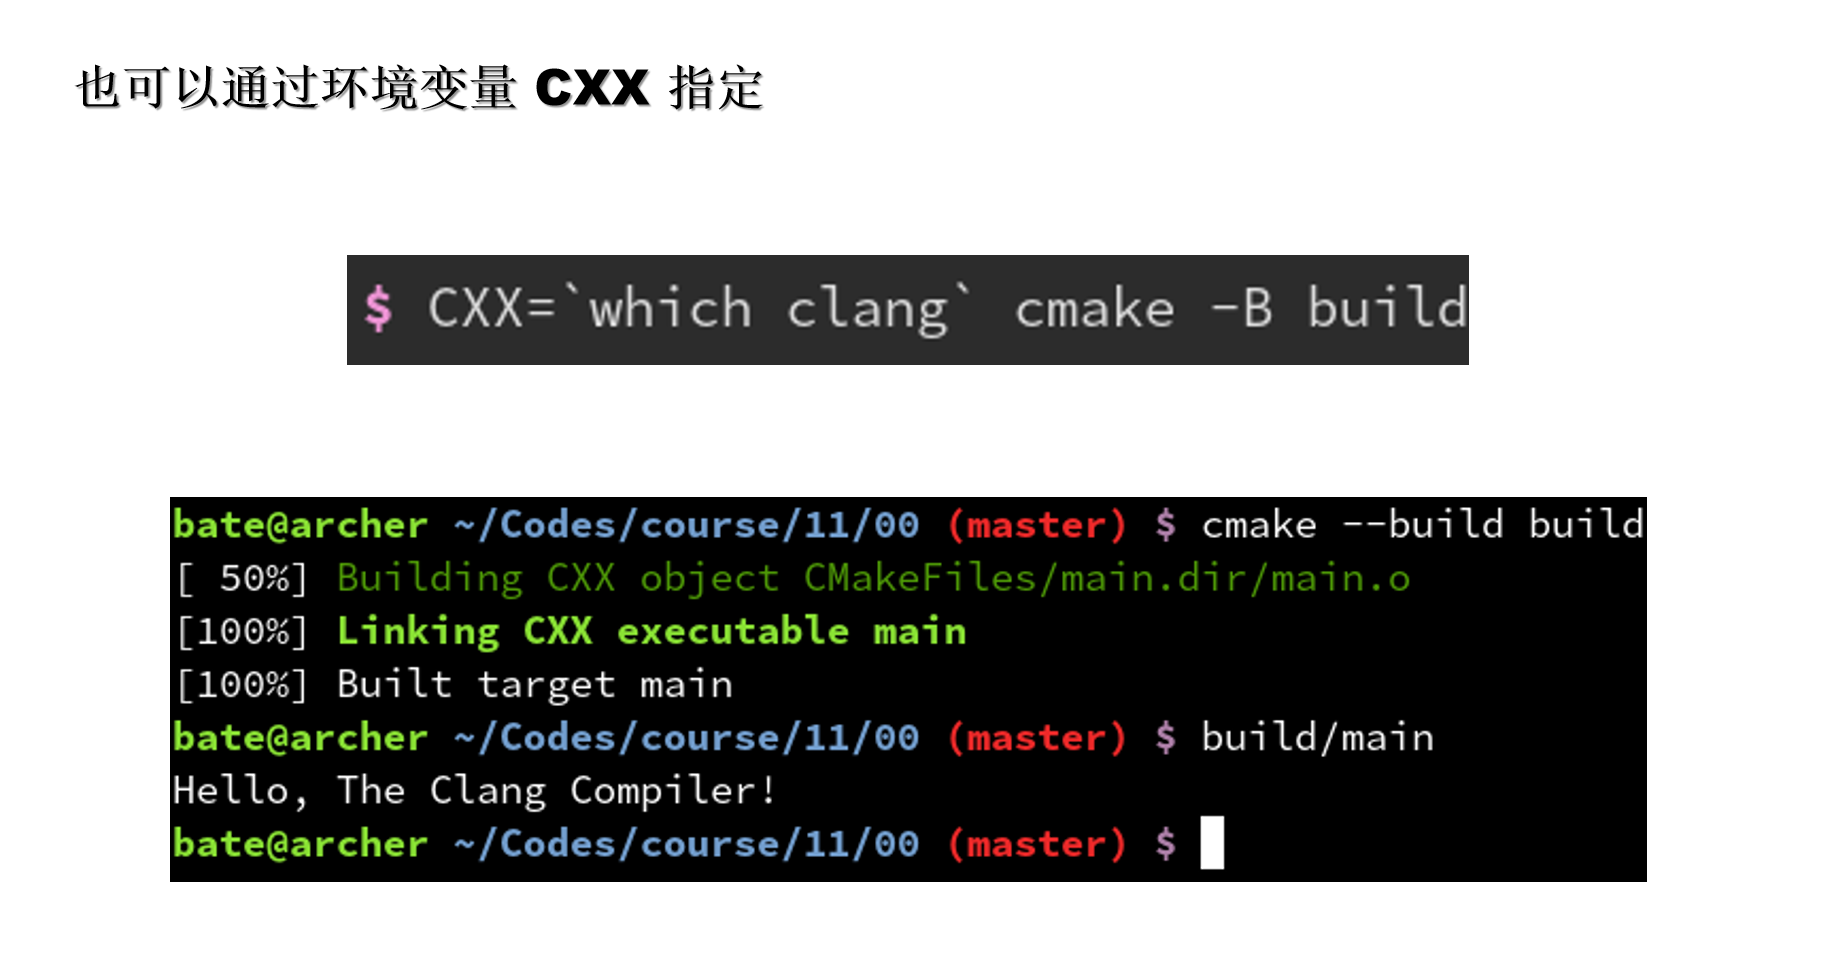 也可以通过环境变量 CXX 指定
$ CXX=`which clang` cmake -B build
bate@archer ~/Codes/course/11/00 (master) $ cmake --build build
[ 50%] Building CXX object CMakeFiles/main.dir/main.o
[100%] Linking CXX executable main
[100%] Built target main
bate@archer ~/Codes/course/11/00 (master) $ build/main
Hello, The Clang Compiler!
bate@archer ~/Codes/course/11/00 (master) $